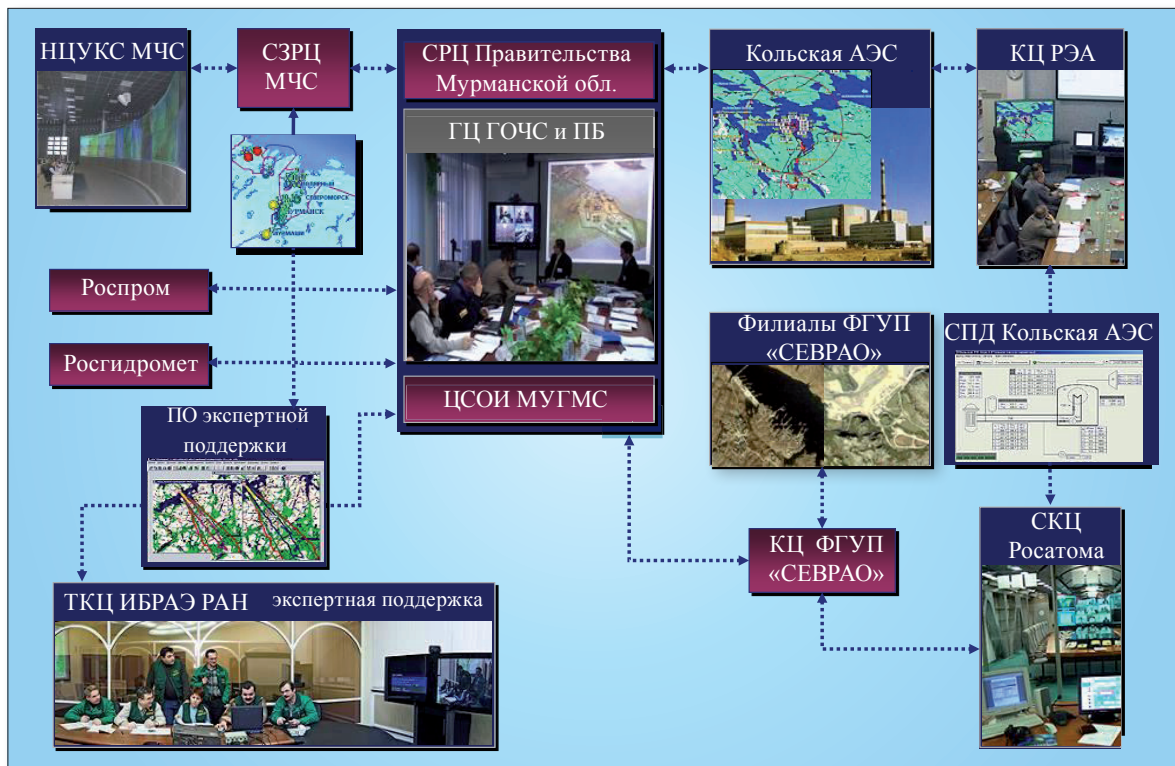 НЦУКС МЧС
СЗРЦ
МЧС
СРЦ Правительства
Мурманской обл.
Кольская АЭС
КЦ РЭА
ГЦ ГОЧС и ПБ
СЕВЕРОМОРСК
Роспром
Росгидромет
Филиалы ФГУП
«СЕВРАО»
СПД Кольская АЭС
ЦСОИ МУГМС
ПО экспертной
поддержки
КЦ ФГУП
«СЕВРАО»
СКЦ
Росатома
ТКЦ ИБРАЭ РАН экспертная поддержка